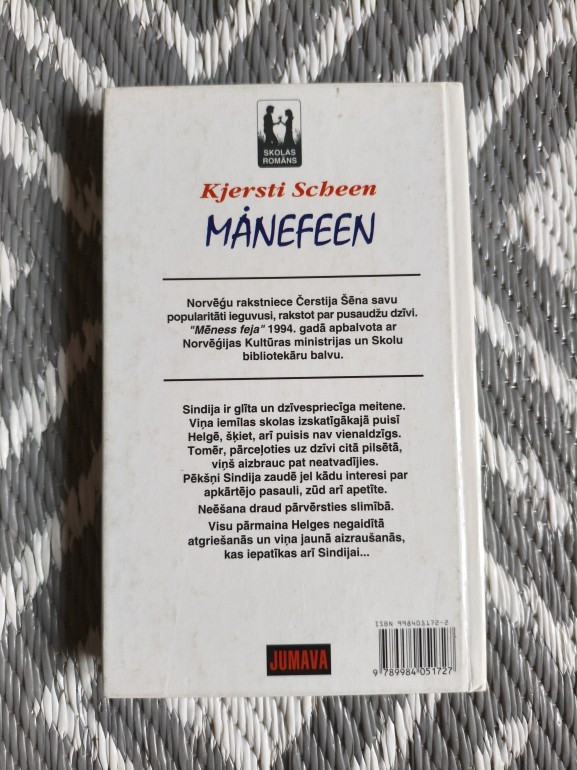 SKOLAS
ROMĀNS
Kjersti Scheen
MÅNEFEEN
Norvēģu rakstniece Čerstija Šēna savu
popularitāti ieguvusi, rakstot par pusaudžu dzīvi.
"Mēness feja" 1994. gadā apbalvota ar
Norvēģijas Kultūras ministrijas un Skolu
bibliotekāru balvu.
Sindija ir glīta un dzīvespriecīga meitene.
Viņa iemīlas skolas izskatīgākajā puisī
Helgē, šķiet, arī puisis nav vienaldzīgs.
Tomēr, pārceļoties uz dzīvi citā pilsētā,
viņš aizbrauc pat neatvadījies.
Pēkšņi Sindija zaudē jel kādu interesi par
apkārtējo pasauli, zūd arī apetīte.
Neēšana draud pārvērsties slimībā.
Visu pārmaina Helges negaidītā
atgriešanās un viņa jaunā aizraušanās,
kas iepatīkas arī Sindijai...
ISBN 998405172-2
JUMAVA
9 789984 051727